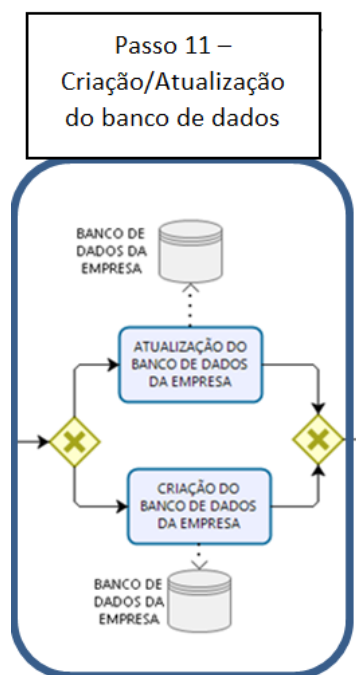 Passo 11 –
Criação/Atualização
do banco de dados
BANCO DE
DADOS DA
EMPRESA
ATUALIZAÇÃO DO
BANCO DE DADOS
DA EMPRESA
CRIAÇÃO DO
BANCO DE DADOS
DA EMPRESA
BANCO DE
DADOS DA
EMPRESA